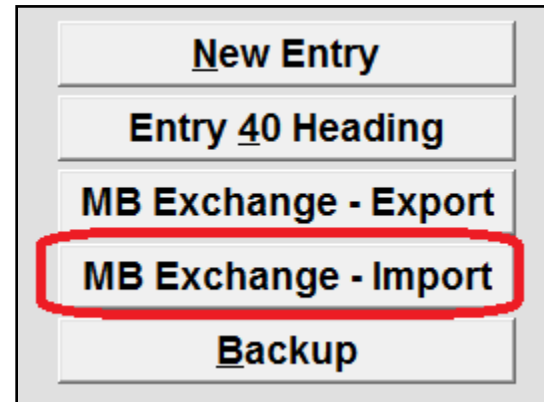 New Entry
Entry 40 Heading
MB Exchange - Export
MB Exchange - Import
Backup